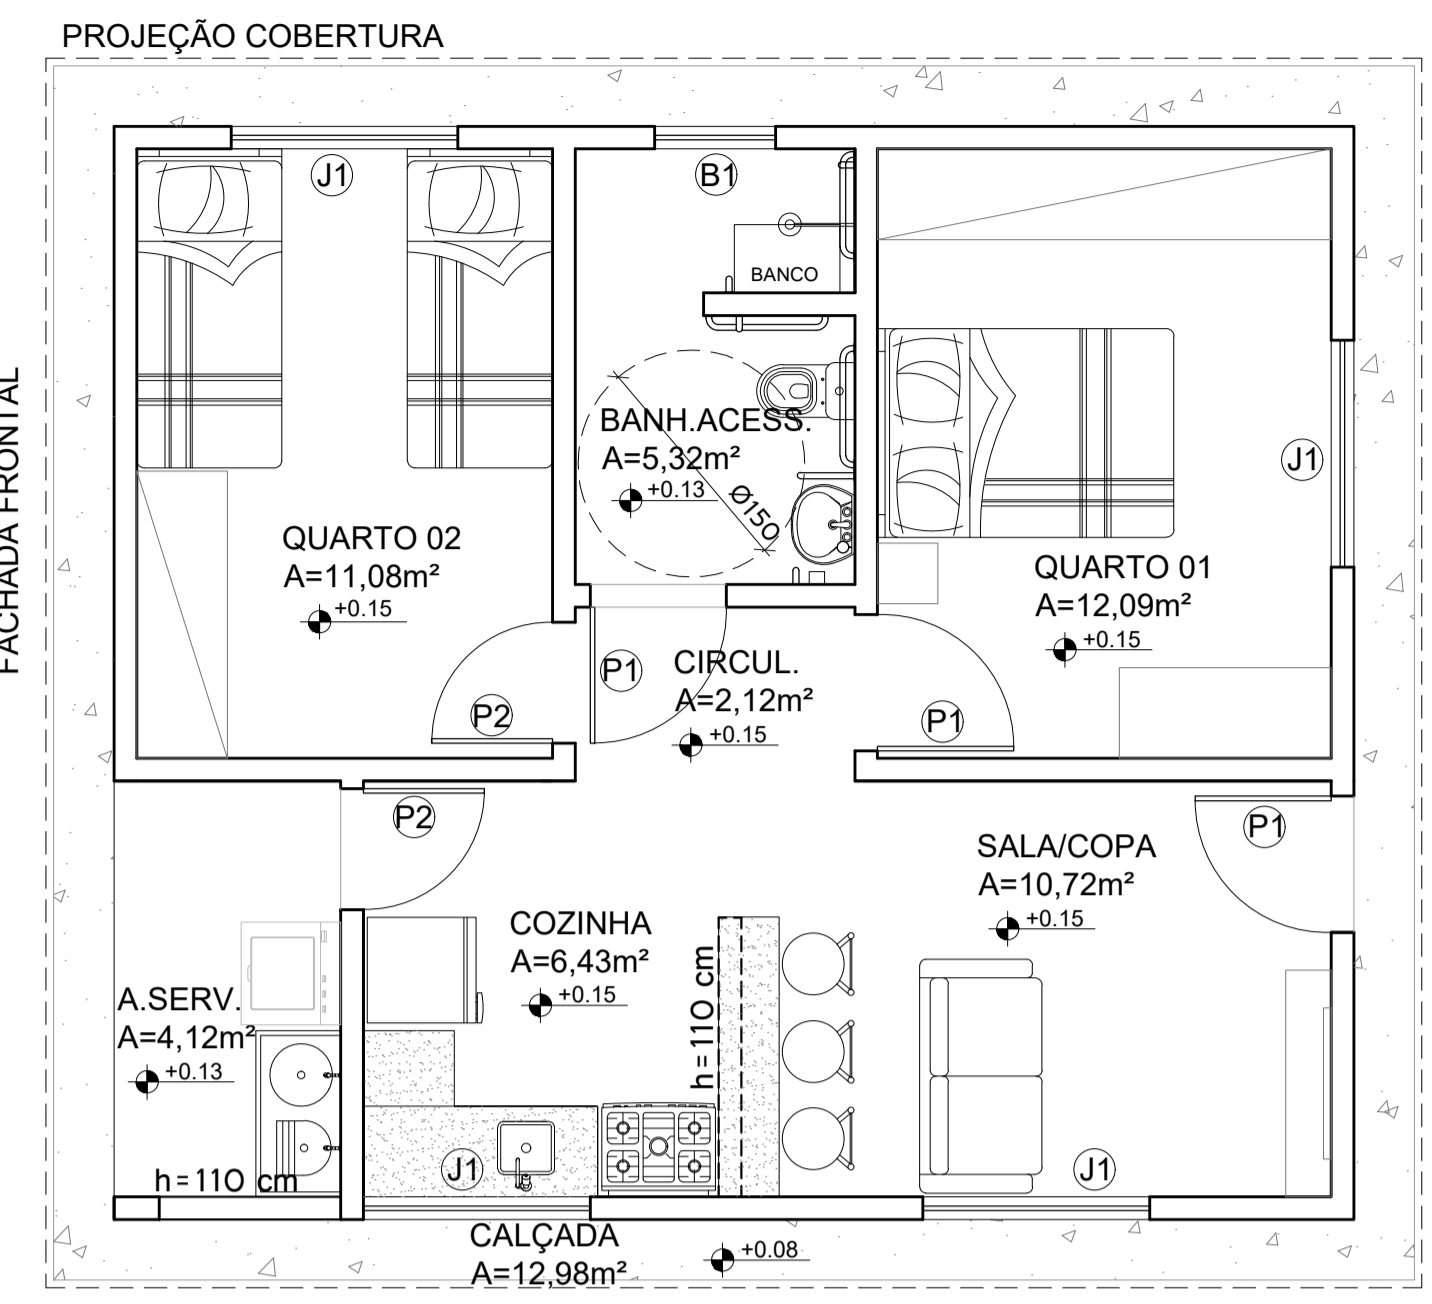 PROJEÇÃO COBERTURA
FACHADA FRONTAL
J1
B1
BANCO
BANH.ACESS.
A=5,32m²
+0.13
Ø150
J1
QUARTO 02
A=11,08m²
+0.15
QUARTO 01
A=12,09m²
+0.15
P1
CIRCUL.
A=2,12m²
+0.15
P2
P1
P2
P1
SALA/COPA
A=10,72m²
+0.15
COZINHA
A=6,43m²
+0.15
h=110 cm
A.SERV.
A=4,12m²
+0.13
h=110 cm
J1
J1
CALÇADA
A=12,98m²
+0.08